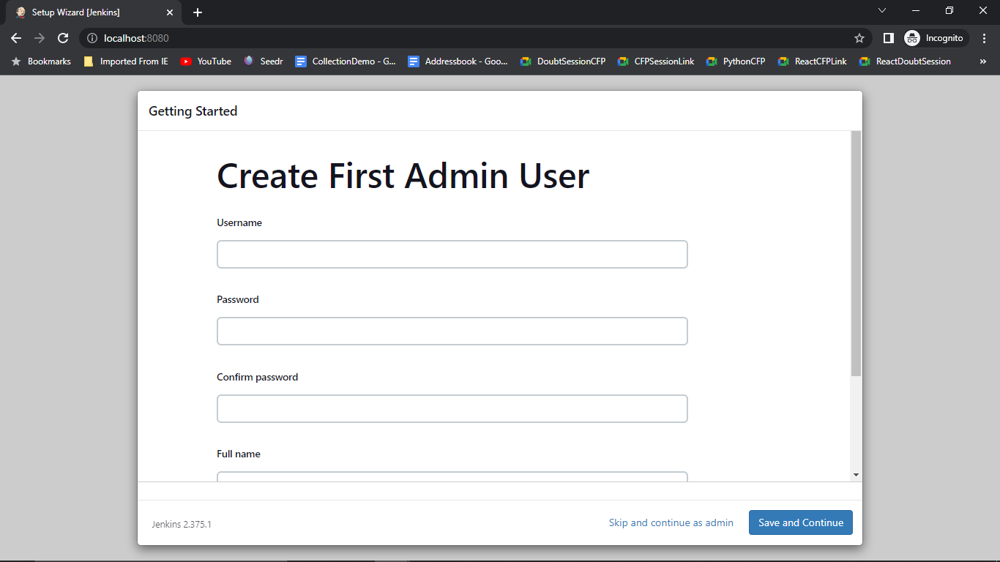 Setup Wizard [Jenkins]
localhost:8080
Incognito
Bookmarks Imported From IE YouTube Seedr CollectionDemo - G... Addressbook - Goo... DoubtSessionCFP CFPSessionLink PythonCFP ReactCFPLink ReactDoubtSession »
Getting Started
Create First Admin User
Username
Password
Confirm password
Full name
Jenkins 2.375.1
Skip and continue as admin
Save and Continue